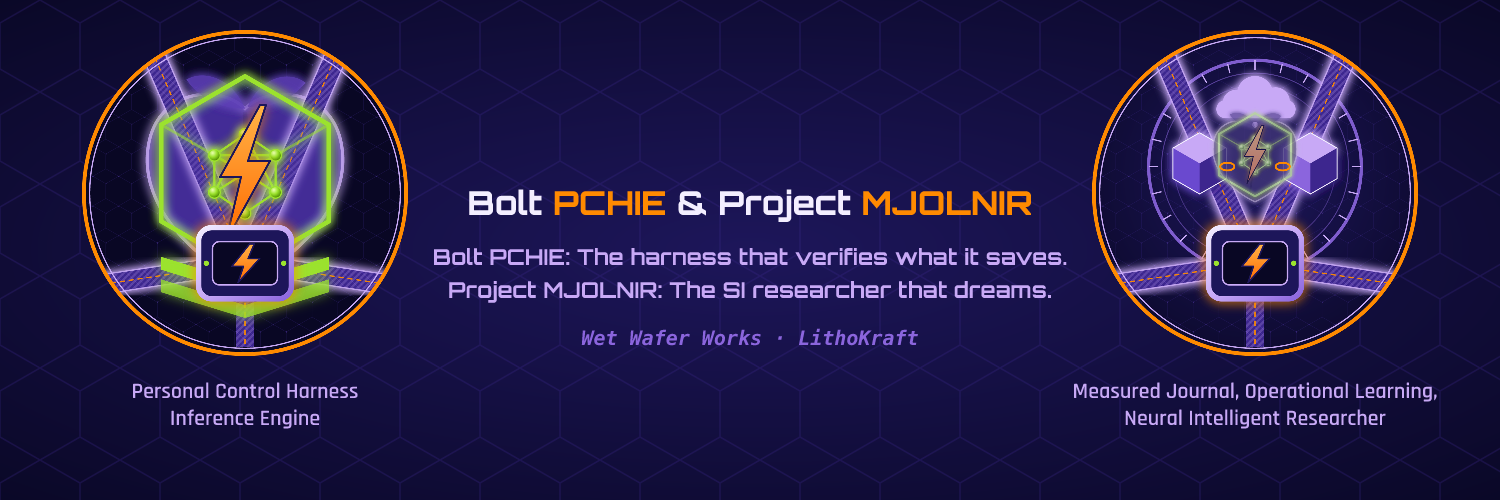 Bolt PCHIE & Project MJOLNIR
Bolt PCHIE: The harness that verifies what it saves.
Project MJOLNIR: The SI researcher that dreams.
Wet Wafer Works · LithoKraft
Personal Control Harness
Inference Engine
Measured Journal, Operational Learning,
Neural Intelligent Researcher